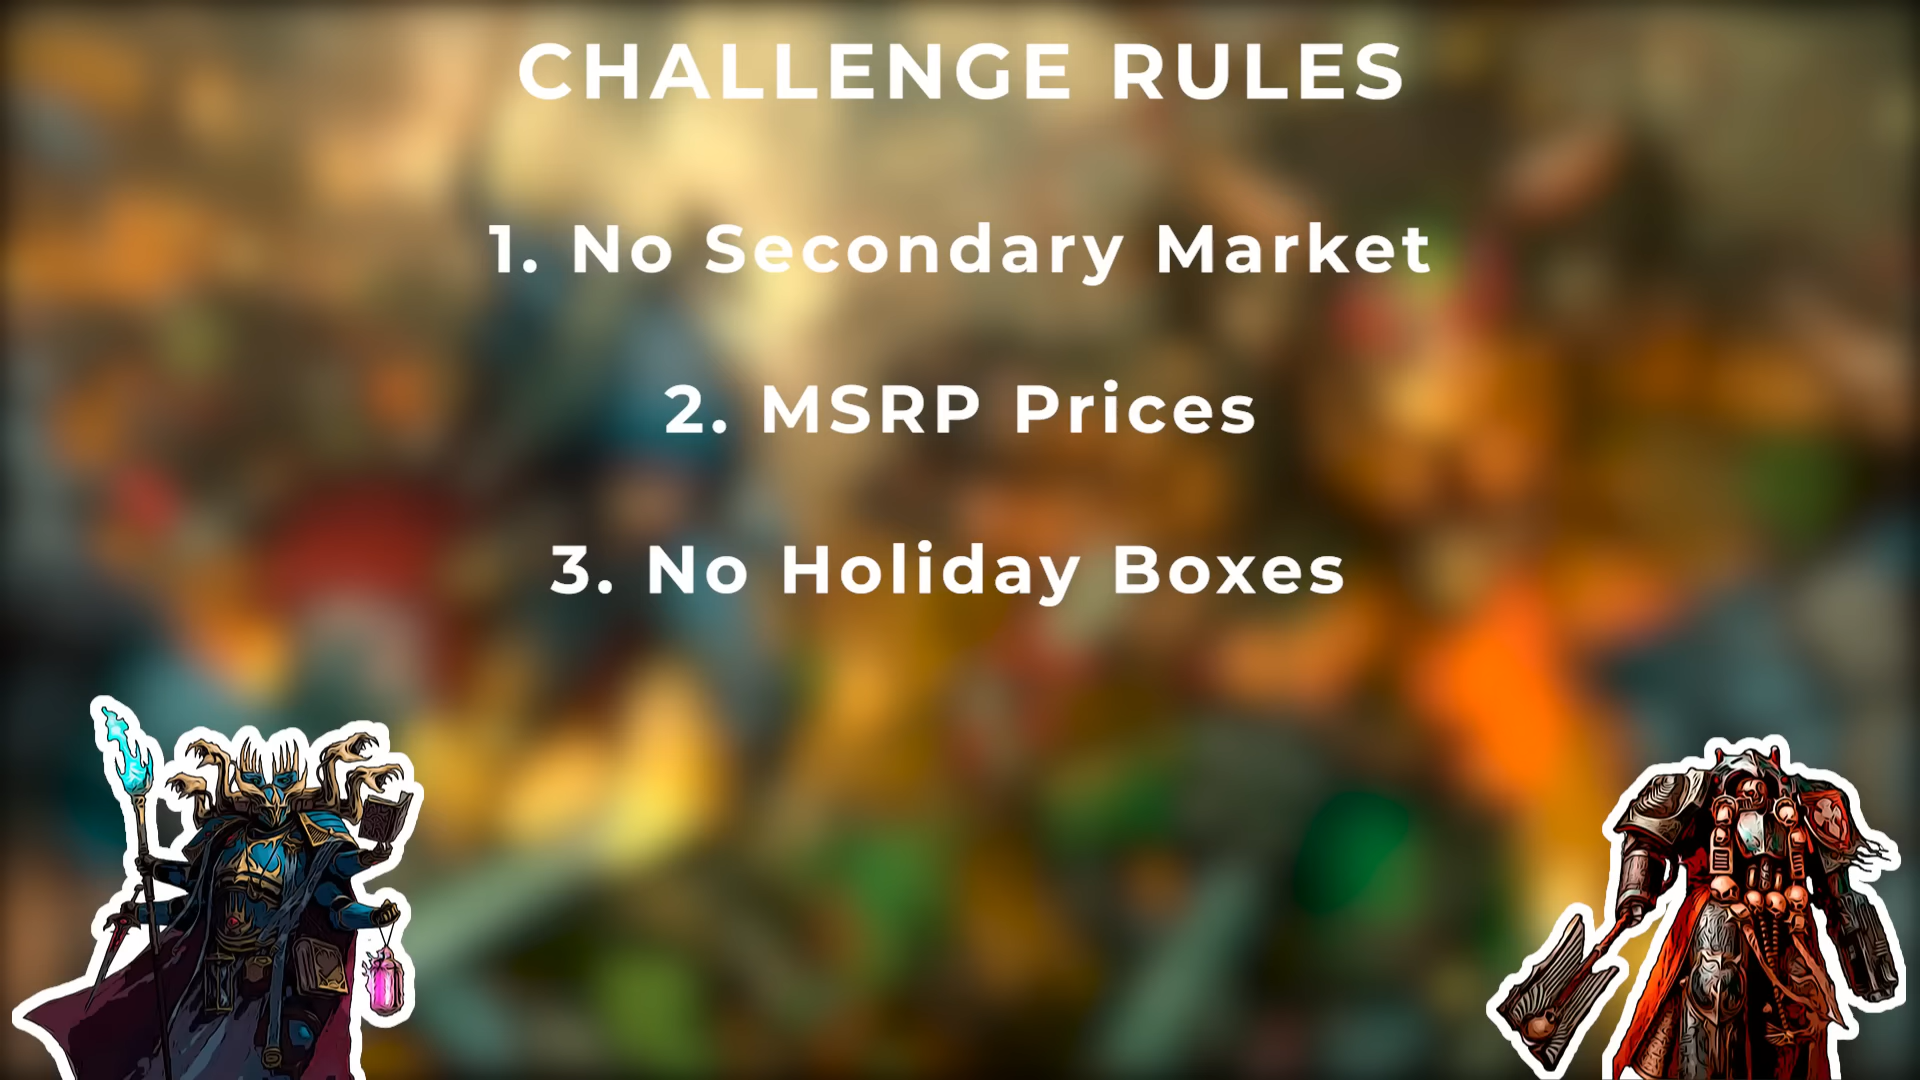 CHALLENGE RULES
1. No Secondary Market
2. MSRP Prices
3. No Holiday Boxes